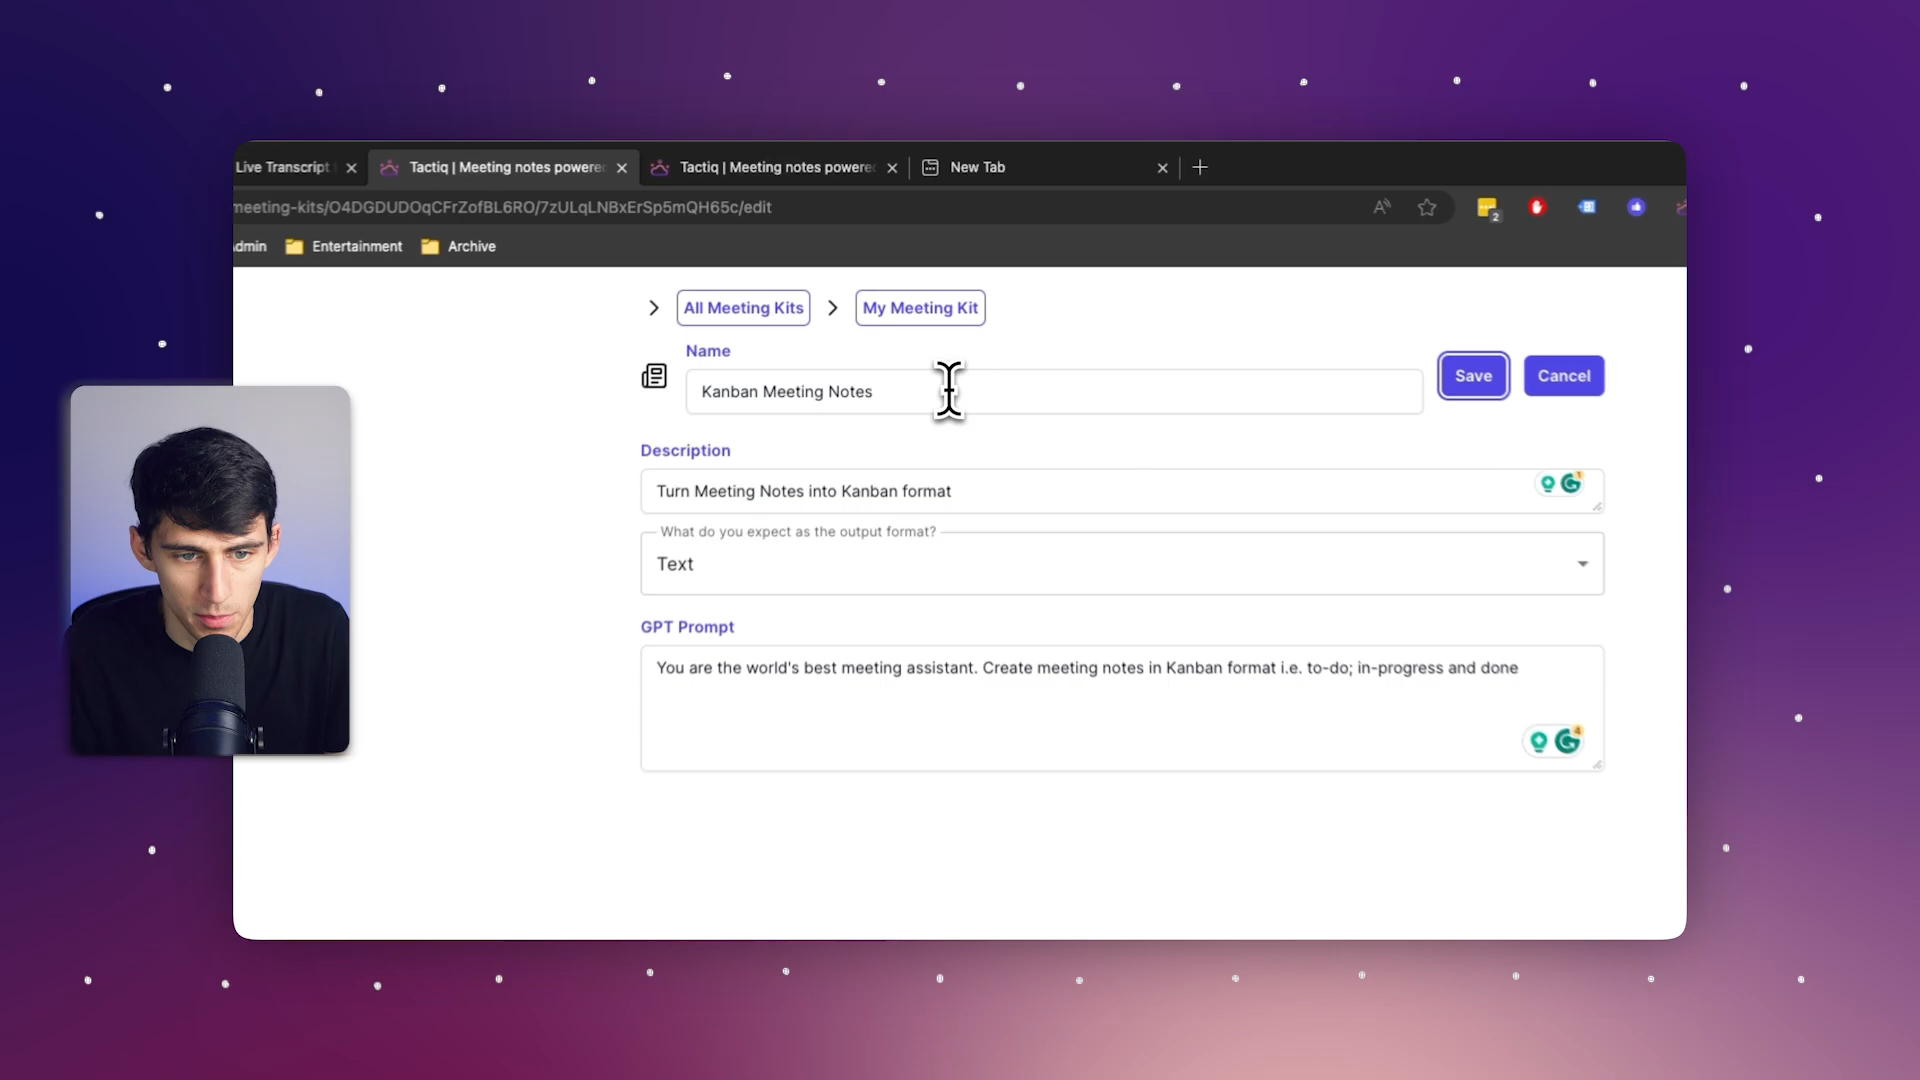 Live Transcript
Tactiq | Meeting notes powere
Tactiq | Meeting notes powere
New Tab
meeting-kits/O4DGDUDOqCFrZofBL6RO/7zULqLNBxErSp5mQH65c/edit
2
dmin
Entertainment
Archive
All Meeting Kits
My Meeting Kit
Name
Kanban Meeting Notes
Save
Cancel
Description
Turn Meeting Notes into Kanban format
1
What do you expect as the output format?
Text
GPT Prompt
You are the world's best meeting assistant. Create meeting notes in Kanban format i.e. to-do; in-progress and done
4